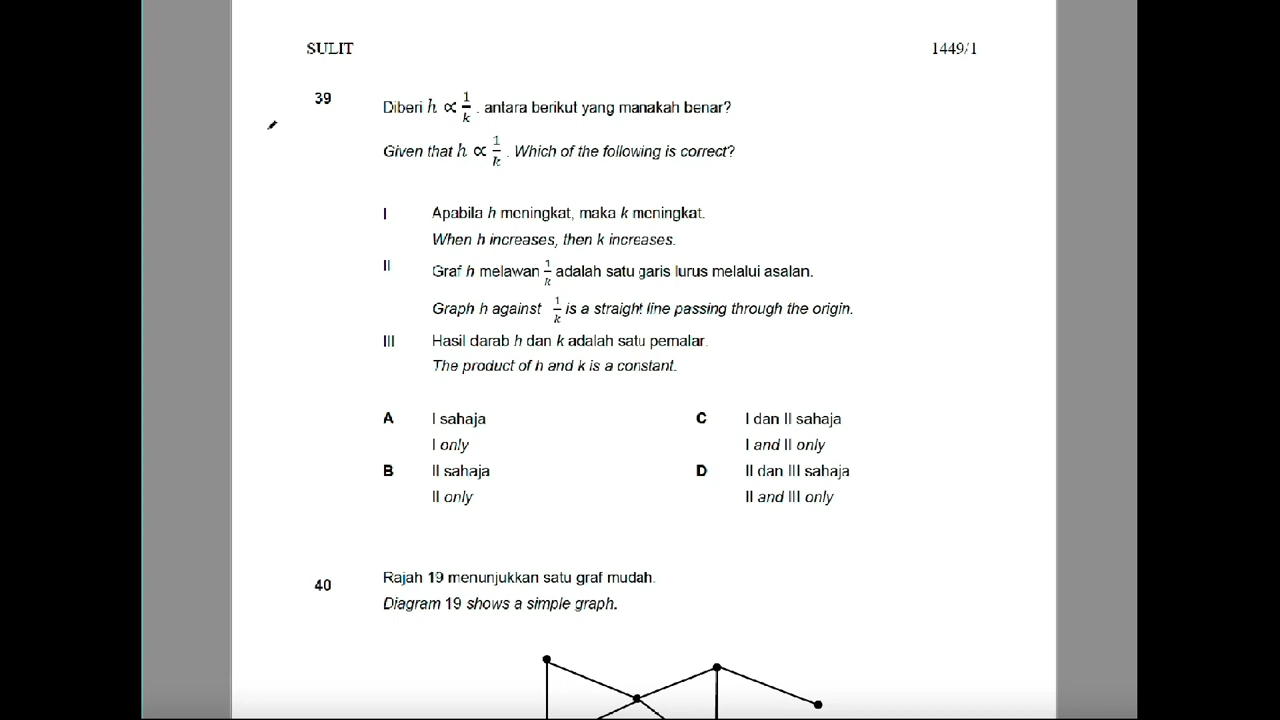 SULIT 1449/1
39 Diberi h ∝ 1/k . antara berikut yang manakah benar?
Given that h ∝ 1/k . Which of the following is correct?
I Apabila h meningkat, maka k meningkat.
When h increases, then k increases.
II Graf h melawan 1/k adalah satu garis lurus melalui asalan.
Graph h against 1/k is a straight line passing through the origin.
III Hasil darab h dan k adalah satu pemalar.
The product of h and k is a constant.
A I sahaja C I dan II sahaja
I only I and II only
B II sahaja D II dan III sahaja
II only II and III only
40 Rajah 19 menunjukkan satu graf mudah.
Diagram 19 shows a simple graph.